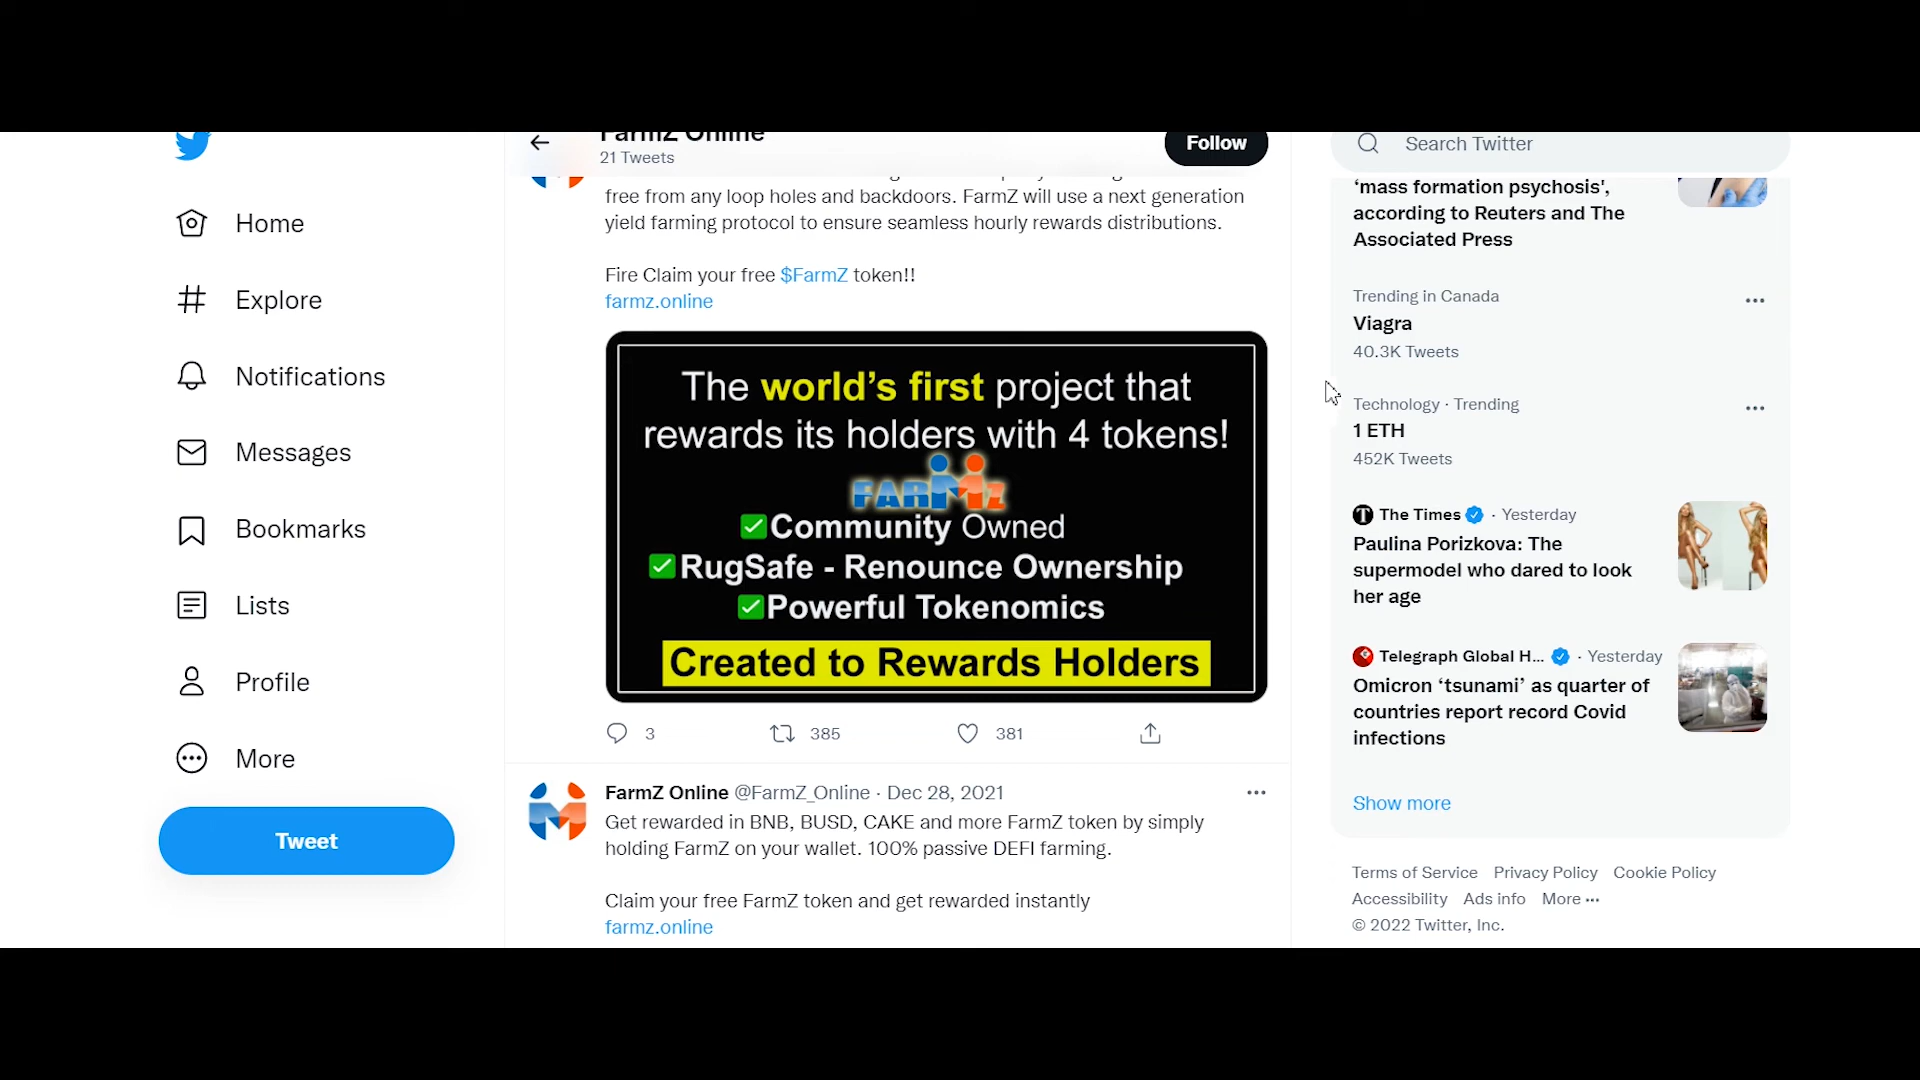 FarmZ Online
21 Tweets
Follow
Search Twitter
Home
Explore
Notifications
Messages
Bookmarks
Lists
Profile
More
Tweet
free from any loop holes and backdoors. FarmZ will use a next generation
yield farming protocol to ensure seamless hourly rewards distributions.
Fire Claim your free $FarmZ token!!
farmz.online
The world's first project that
rewards its holders with 4 tokens!
FARMZ
✅Community Owned
✅RugSafe - Renounce Ownership
✅Powerful Tokenomics
Created to Rewards Holders
3 385 381
FarmZ Online @FarmZ_Online · Dec 28, 2021
Get rewarded in BNB, BUSD, CAKE and more FarmZ token by simply
holding FarmZ on your wallet. 100% passive DEFI farming.
Claim your free FarmZ token and get rewarded instantly
farmz.online
‘mass formation psychosis’,
according to Reuters and The
Associated Press
Trending in Canada
Viagra
40.3K Tweets
Technology · Trending
1 ETH
452K Tweets
The Times · Yesterday
Paulina Porizkova: The
supermodel who dared to look
her age
Telegraph Global H... · Yesterday
Omicron ‘tsunami’ as quarter of
countries report record Covid
infections
Show more
Terms of Service Privacy Policy Cookie Policy
Accessibility Ads info More ···
© 2022 Twitter, Inc.